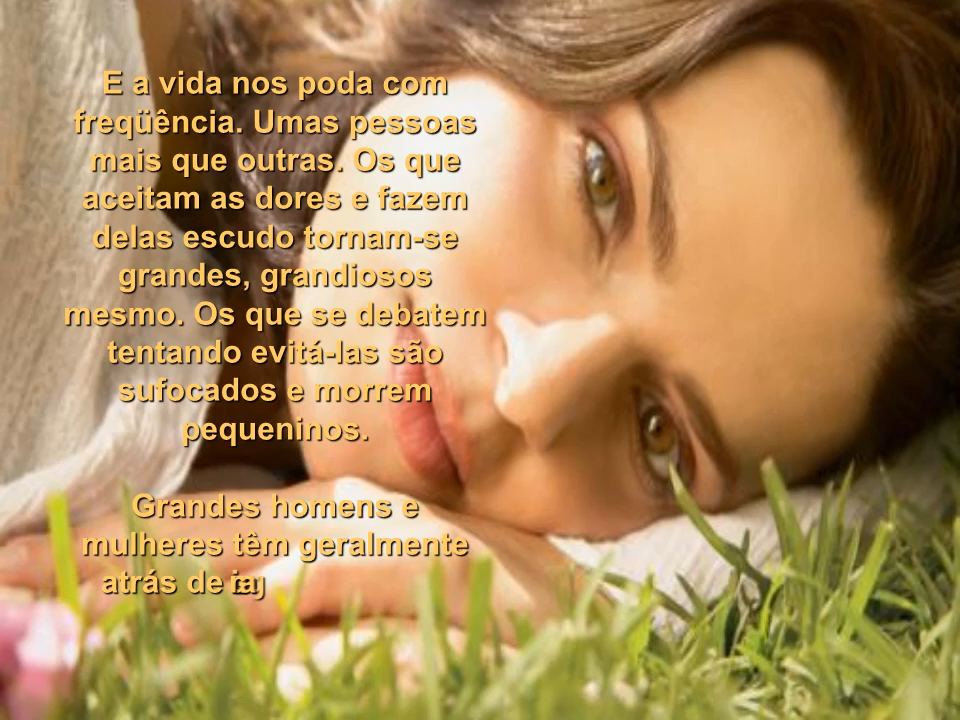 E a vida nos poda com
freqüência. Umas pessoas
mais que outras. Os que
aceitam as dores e fazem
delas escudo tornam-se
grandes, grandiosos
mesmo. Os que se debatem
tentando evitá-las são
sufocados e morrem
pequeninos.
Grandes homens e
mulheres têm geralmente
atrás de